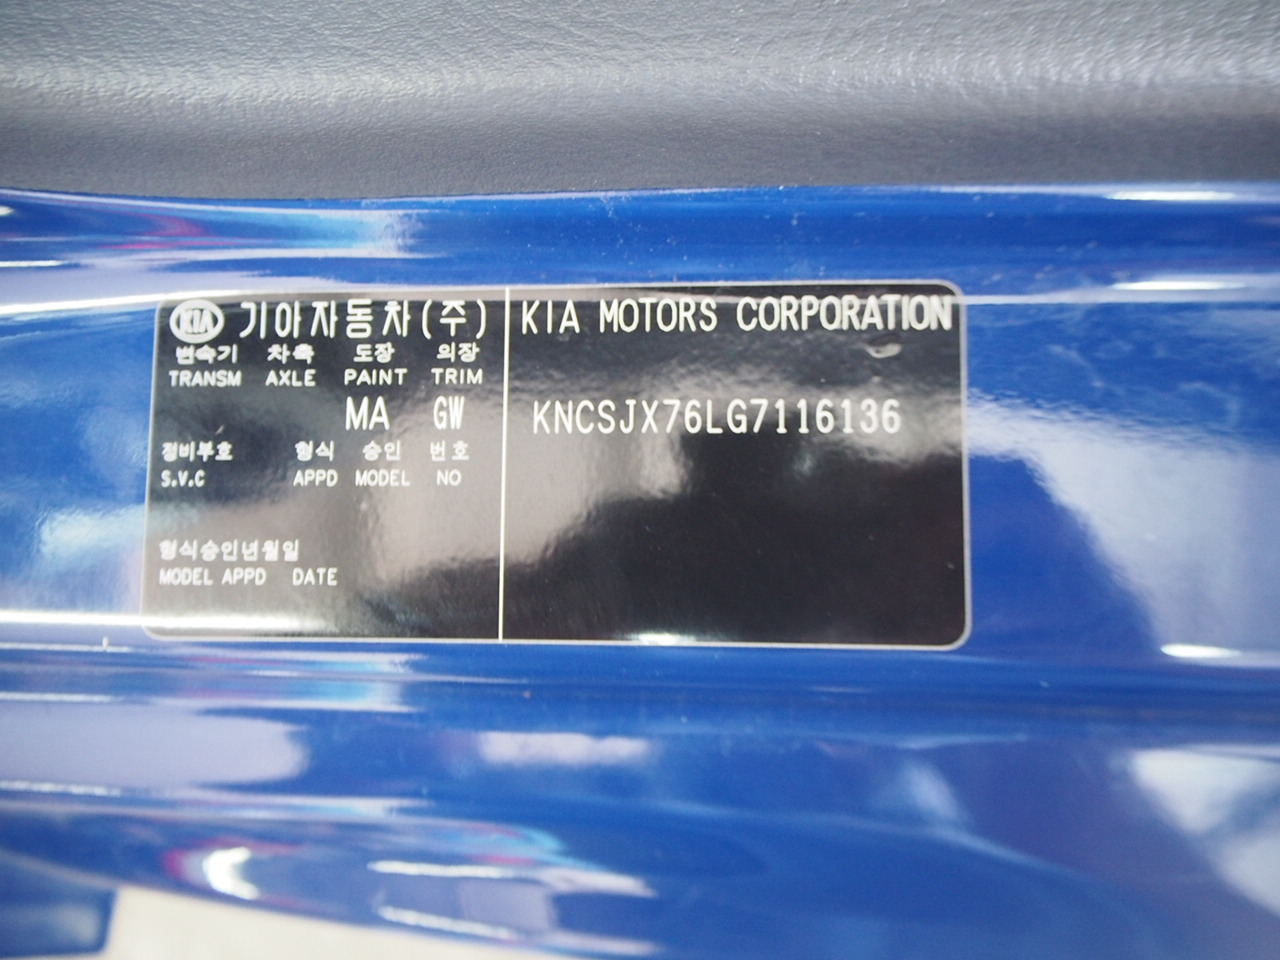 KIA 기아자동차(주)
변속기 차축 도장 의장
TRANSM AXLE PAINT TRIM
MA GW
정비부호 형식 승인 번호
S.V.C APPD MODEL NO
형식승인년월일
MODEL APPD DATE
KIA MOTORS CORPORATION
KNCSJX76LG7116136